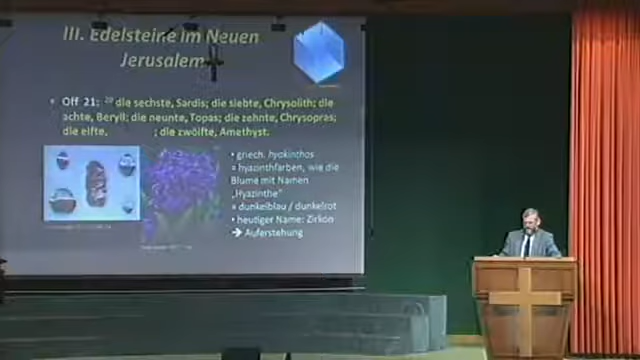 III. Edelsteine im Neuen
Jerusalem
• Off 21: 20 die sechste, Sardis; die siebte, Chrysolith; die
achte, Beryll; die neunte, Topas; die zehnte, Chrysopras;
die elfte, ; die zwölfte, Amethyst.
• griech. hyakinthos
= hyazinthfarben, wie die
Blume mit Namen
„Hyazinthe"
= dunkelblau / dunkelrot
• heutiger Name: Zirkon
➔ Auferstehung